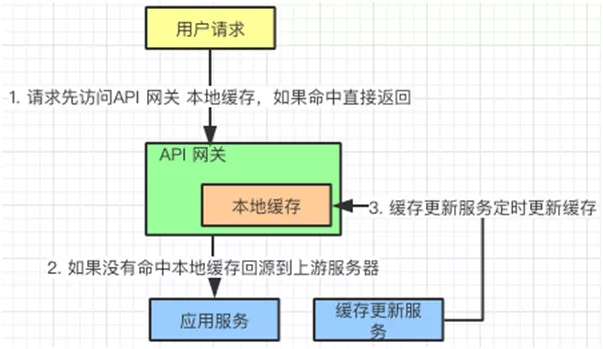 用户请求
1. 请求先访问API 网关 本地缓存，如果命中直接返回
API 网关
本地缓存
3. 缓存更新服务定时更新缓存
2. 如果没有命中本地缓存回源到上游服务器
应用服务
缓存更新服
务